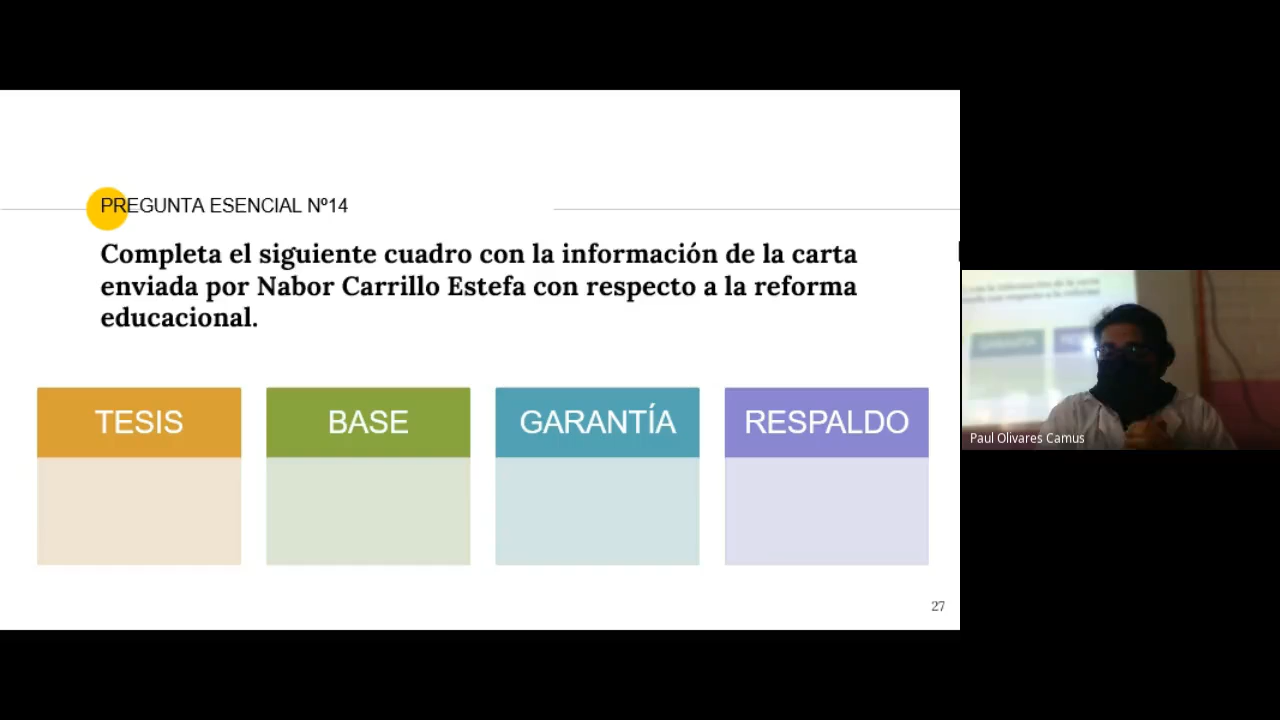 PREGUNTA ESENCIAL Nº14
Completa el siguiente cuadro con la información de la carta
enviada por Nabor Carrillo Estefa con respecto a la reforma
educacional.
TESIS
BASE
GARANTÍA
RESPALDO
27
Paul Olivares Camus